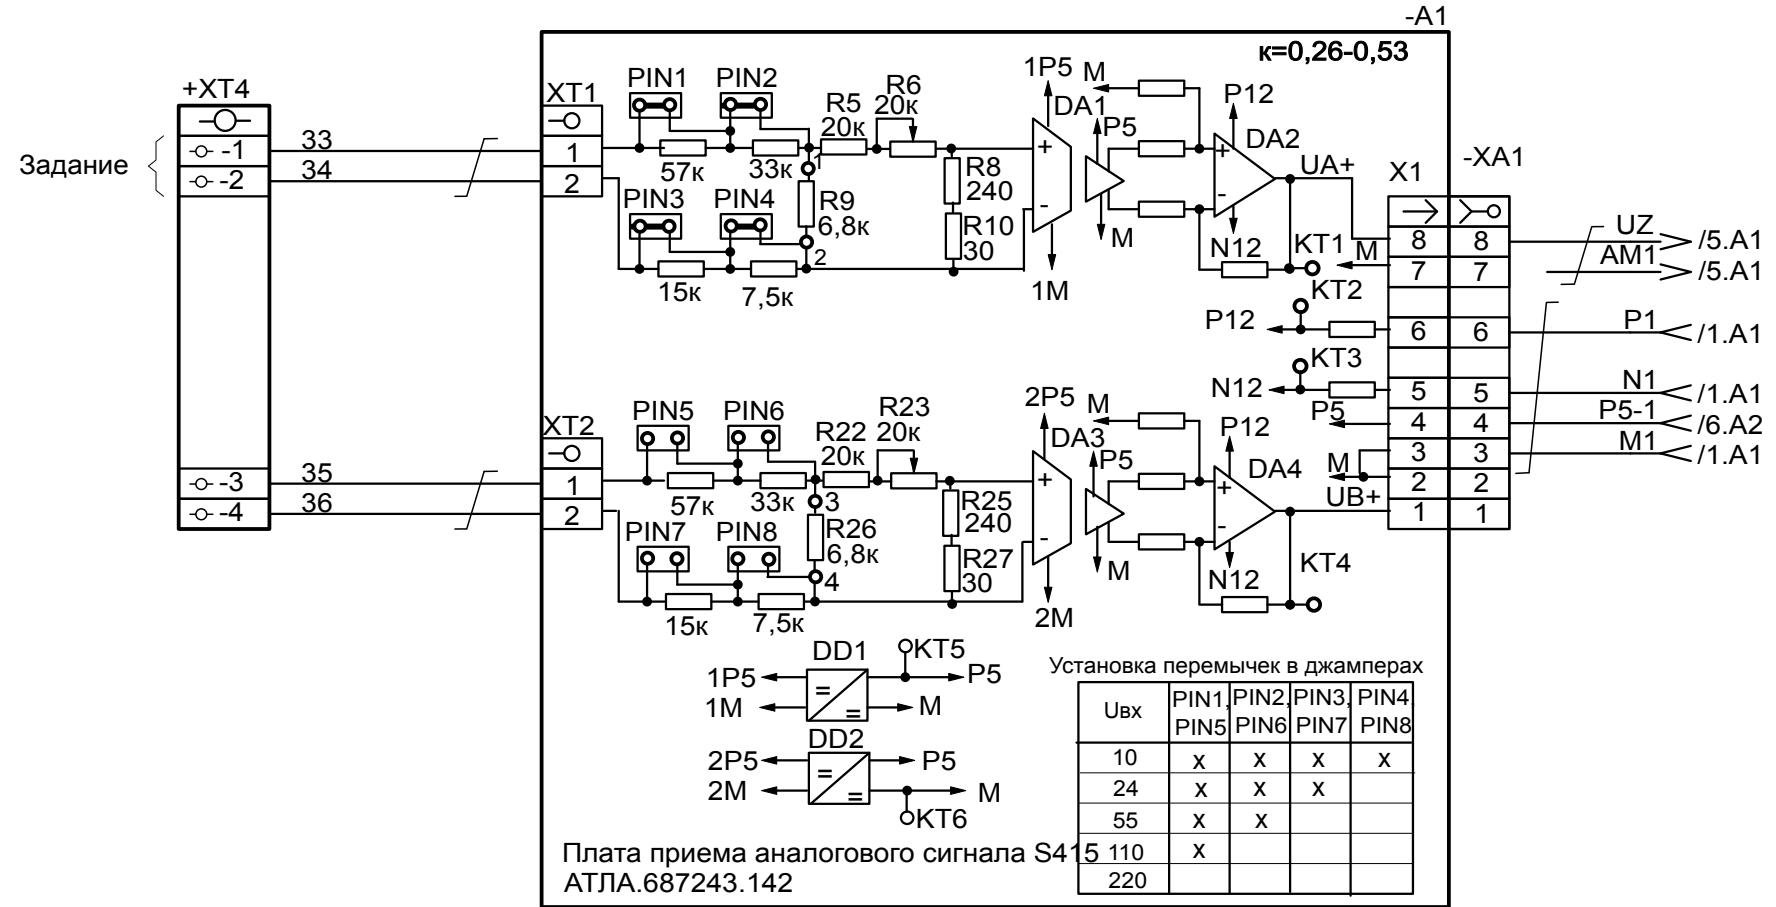 -A1
к=0,26-0,53
+XT4
-1
-2
-3
-4
Задание
33
34
35
36
XT1
1
2
PIN1
PIN2
57к
33к
PIN3
PIN4
15к
7,5к
R5
20к
R6
20к
R9
6,8к
2
R8
240
R10
30
1P5
DA1
+
-
1M
M
P5
M
P12
DA2
+
-
N12
UA+
KT1
M
KT2
P12
KT3
N12
P5
M
UB+
X1
-XA1
8
8
7
7
6
6
5
5
4
4
3
3
2
2
1
1
UZ
/5.A1
AM1
/5.A1
P1
/1.A1
N1
/1.A1
P5-1
/6.A2
M1
/1.A1
XT2
1
2
PIN5
PIN6
57к
33к
PIN7
PIN8
15к
7,5к
R22
20к
R23
20к
3
R26
6,8к
4
R25
240
R27
30
2P5
DA3
+
-
2M
M
P5
M
P12
DA4
+
-
N12
KT4
DD1
KT5
1P5
=
=
P5
1M
M
DD2
2P5
=
=
P5
2M
M
KT6
Плата приема аналогового сигнала S415
АТЛА.687243.142
Установка перемычек в джамперах
Uвх PIN1, PIN5 PIN6 PIN2, PIN3, PIN7 PIN4, PIN8
10 x x x x
24 x x x
55 x x
110 x
220